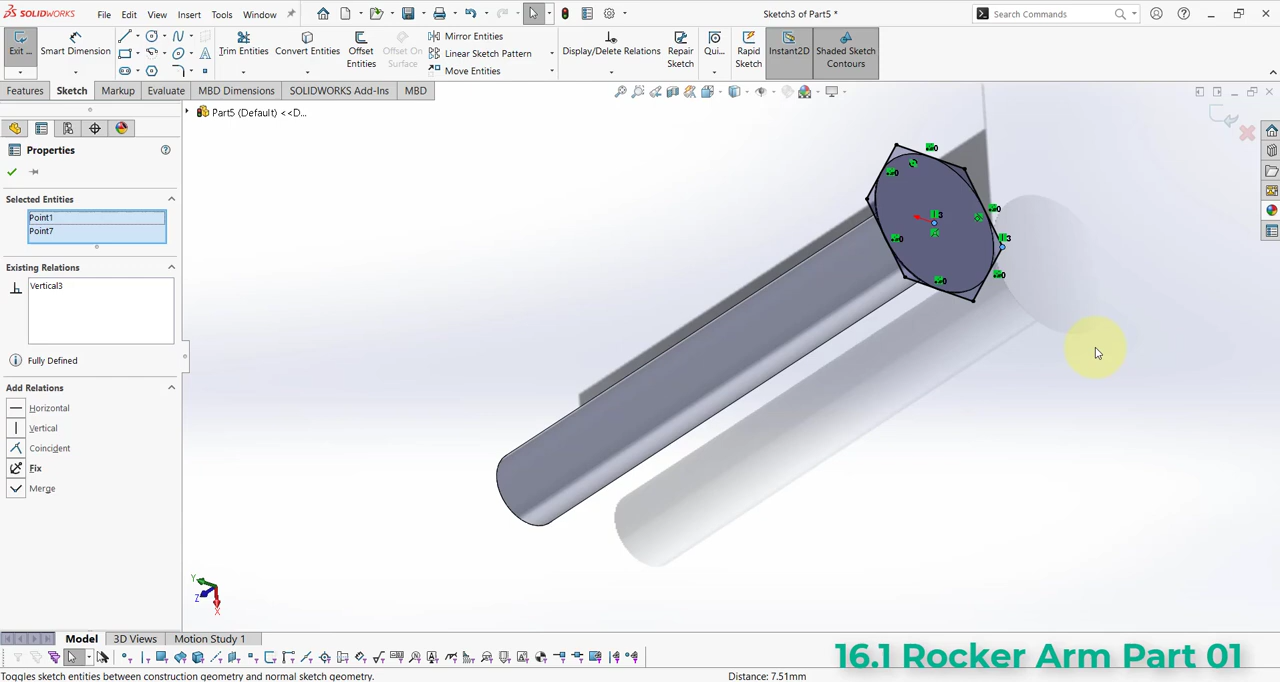 SOLIDWORKS
File
Edit
View
Insert
Tools
Window
Sketch3 of Part5 *
Search Commands
Exit ...
Smart Dimension
Trim Entities
Convert Entities
Offset Entities
Offset On Surface
Mirror Entities
Linear Sketch Pattern
Move Entities
Display/Delete Relations
Repair Sketch
Qui...
Rapid Sketch
Instant2D
Shaded Sketch Contours
Features
Sketch
Markup
Evaluate
MBD Dimensions
SOLIDWORKS Add-Ins
MBD
Part5 (Default) <<D...
Properties
Selected Entities
Point1
Point7
Existing Relations
Vertical3
Fully Defined
Add Relations
Horizontal
Vertical
Coincident
Fix
Merge
Y
Z
X
Model
3D Views
Motion Study 1
16.1 Rocker Arm Part 01
Toggles sketch entities between construction geometry and normal sketch geometry.
Distance: 7.51mm